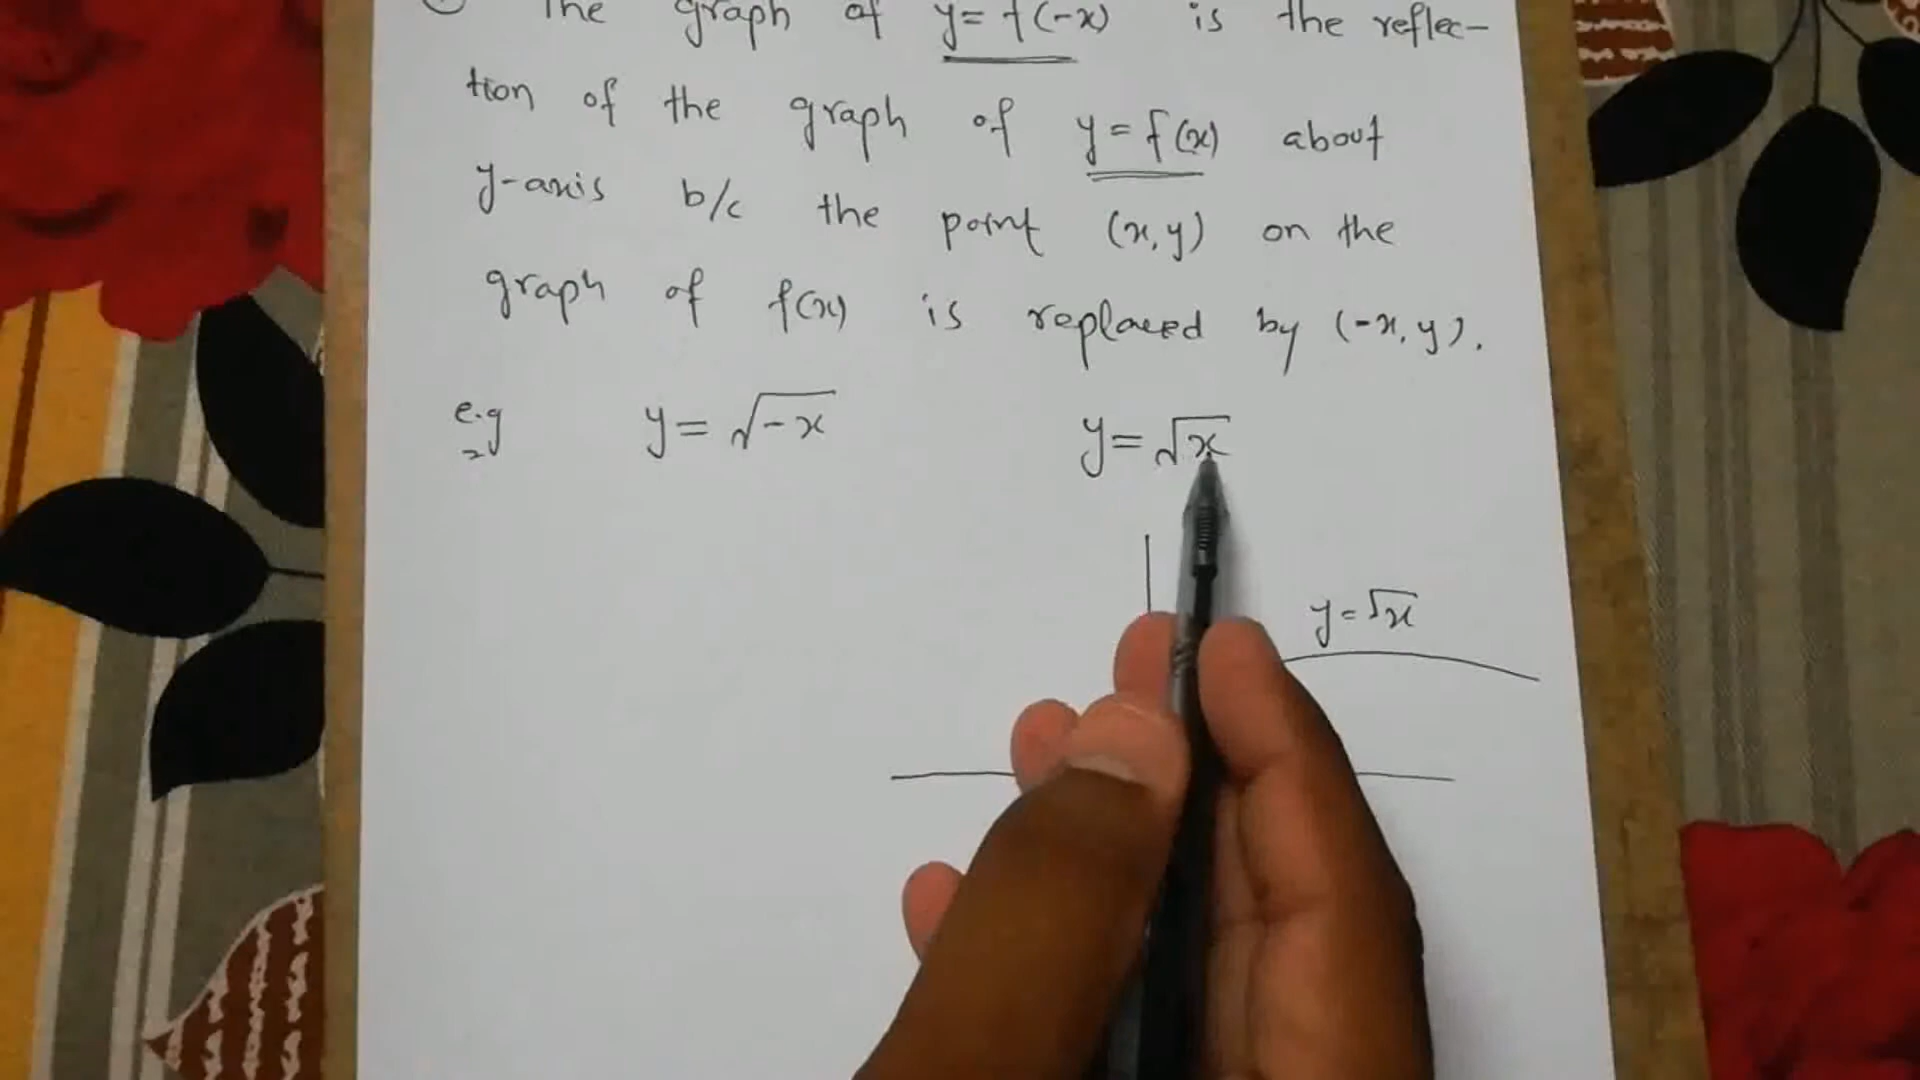 The graph of y = f(-x) is the reflec-
tion of the graph of y = f(x) about
y-axis b/c the point (x, y) on the
graph of f(x) is replaced by (-x, y).
e.g y = √-x y = √x
y = √x